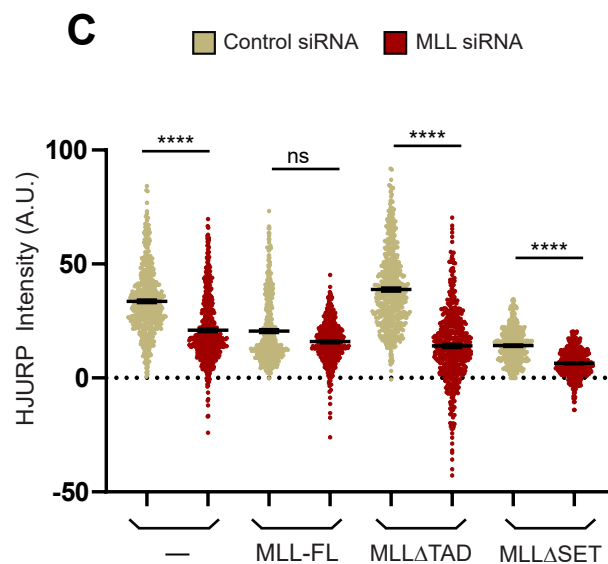 C
Control siRNA MLL siRNA
HJURP Intensity (A.U.)
100
50
0
-50
**** ns **** ****
— MLL-FL MLLΔTAD MLLΔSET